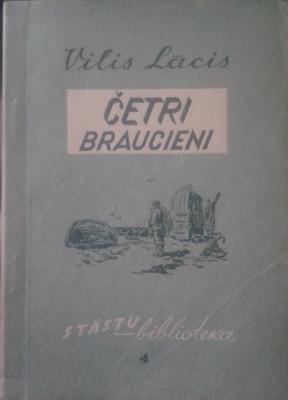 Vilis Lācis
ČETRI
BRAUCIENI
STĀSTU bibliotēka
4